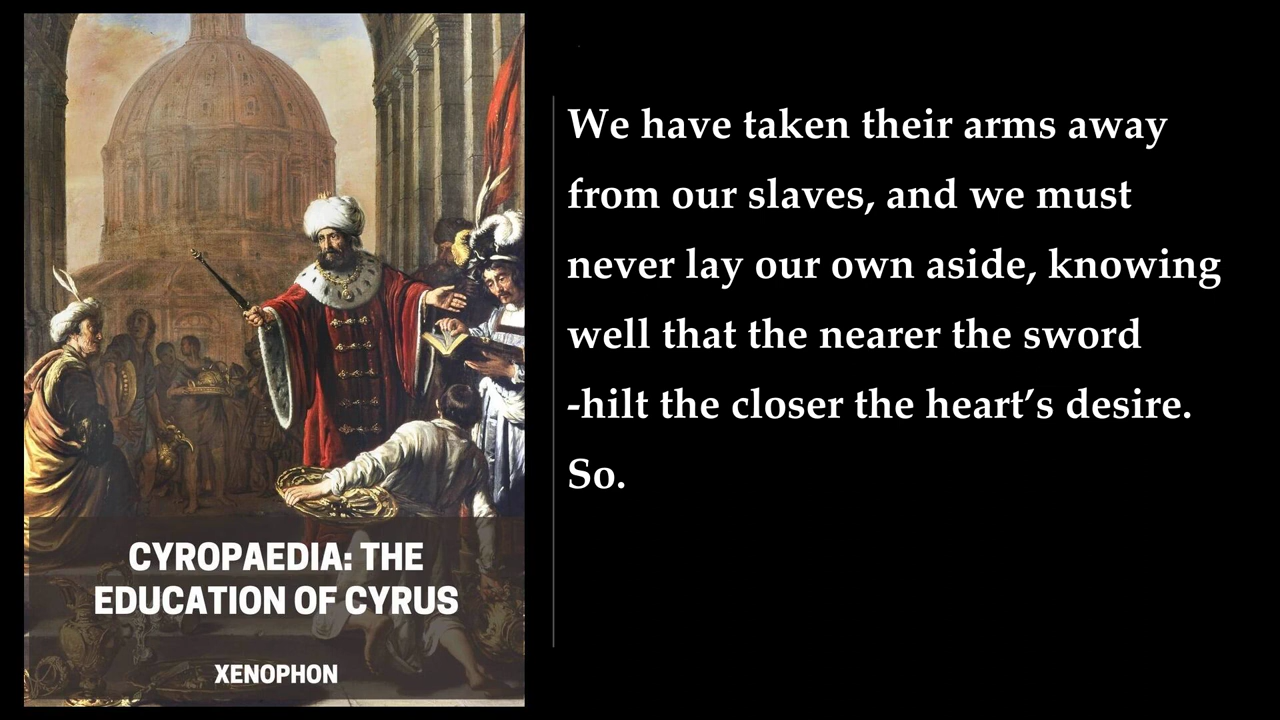 CYROPAEDIA: THE
EDUCATION OF CYRUS
XENOPHON
We have taken their arms away
from our slaves, and we must
never lay our own aside, knowing
well that the nearer the sword
-hilt the closer the heart’s desire.
So.